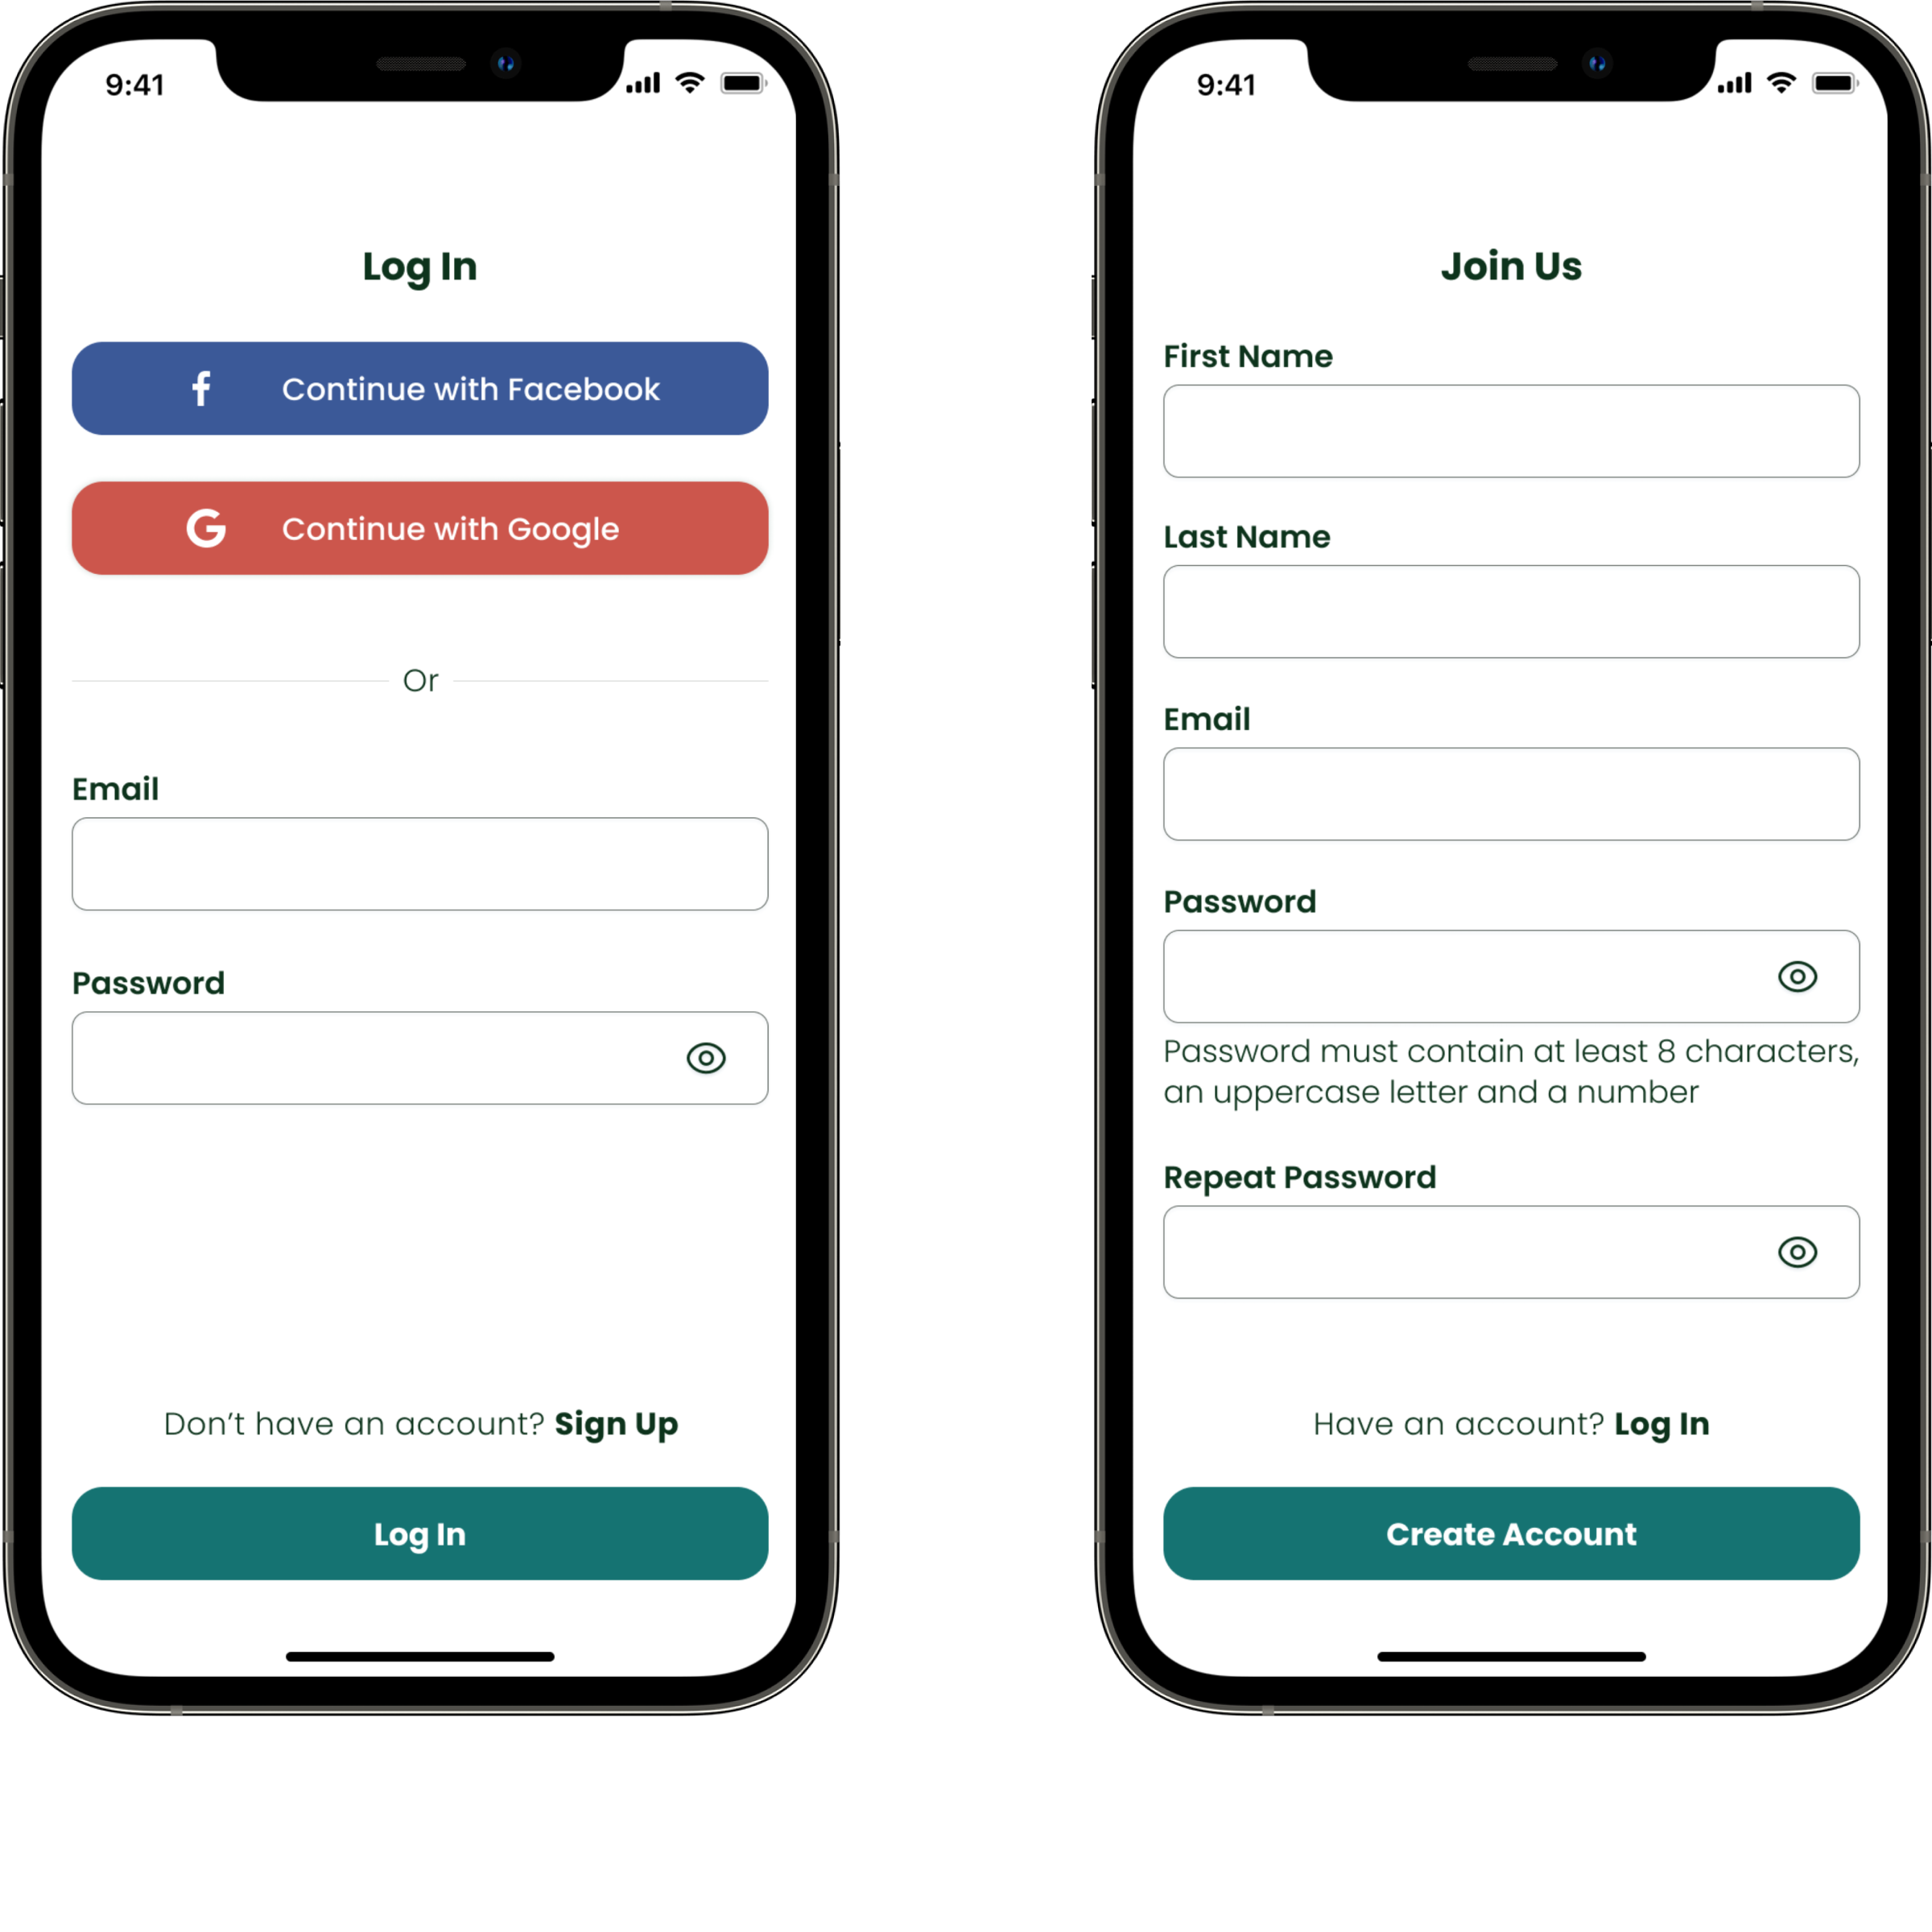 9:41
Log In
Continue with Facebook
Continue with Google
Or
Email
Password
Don't have an account? Sign Up
Log In
9:41
Join Us
First Name
Last Name
Email
Password
Password must contain at least 8 characters,
an uppercase letter and a number
Repeat Password
Have an account? Log In
Create Account